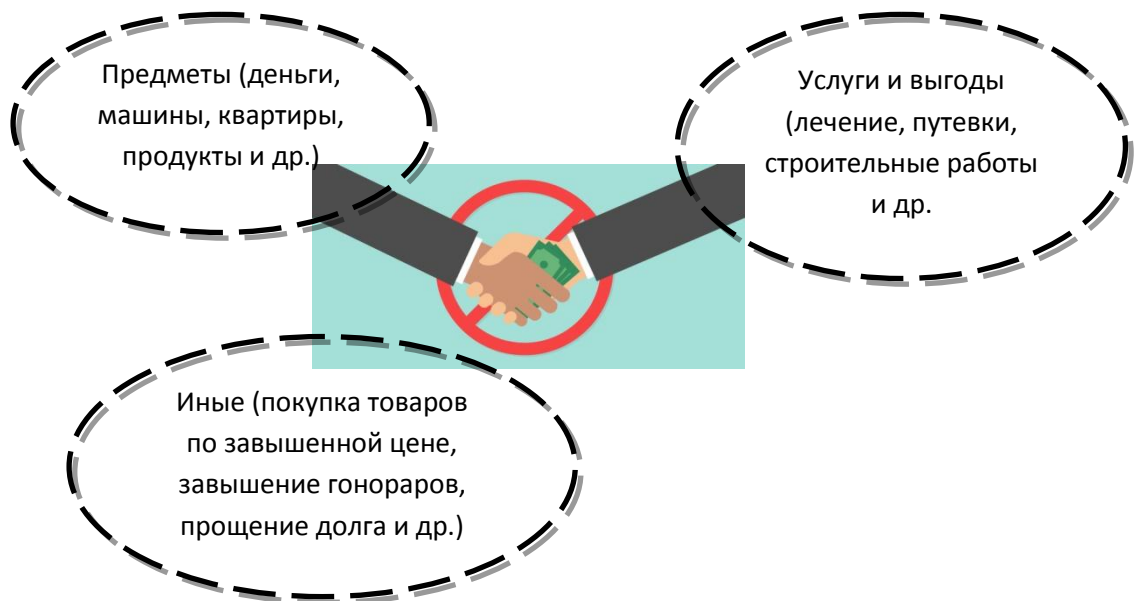 Предметы (деньги,
машины, квартиры,
продукты и др.)
Услуги и выгоды
(лечение, путевки,
строительные работы
и др.
Иные (покупка товаров
по завышенной цене,
завышение гонораров,
прощение долга и др.)